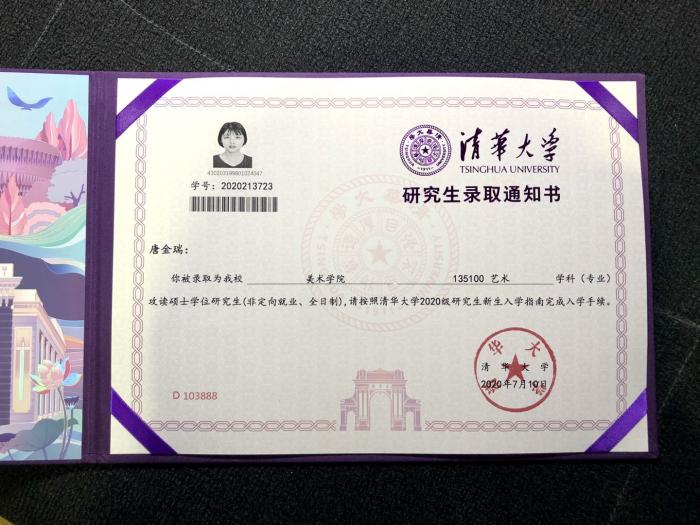 清華大学
TSINGHUA UNIVERSITY
研究生录取通知书
学号：2020213723
唐金瑞：
你被录取为我校 美术学院 135100 艺术 学科（专业）
攻读硕士学位研究生(非定向就业、全日制),请按照清华大学2020级研究生新生入学指南完成入学手续。
清 华 大 学
2020年7月10日
D 103888